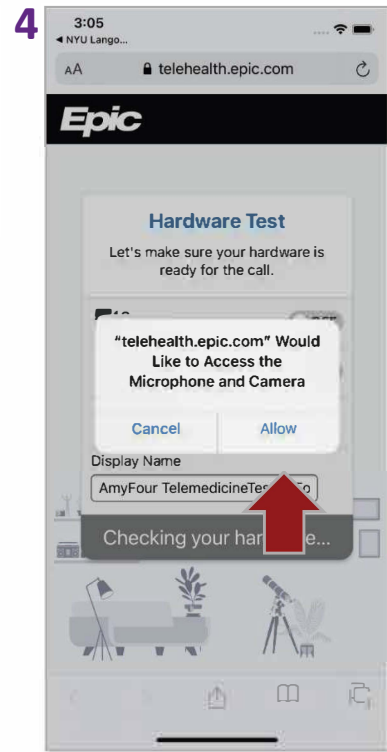 4
3:05
◀ NYU Lango...
AA telehealth.epic.com
Epic
Hardware Test
Let's make sure your hardware is
ready for the call.
"telehealth.epic.com" Would
Like to Access the
Microphone and Camera
Cancel Allow
Display Name
AmyFour
Checking your